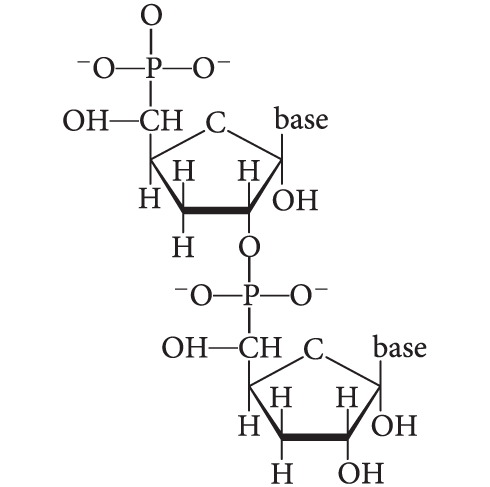 O
⁻O—P—O⁻
OH—CH C base
H H
H OH
H
O
⁻O—P—O⁻
OH—CH C base
H H
H OH
H OH